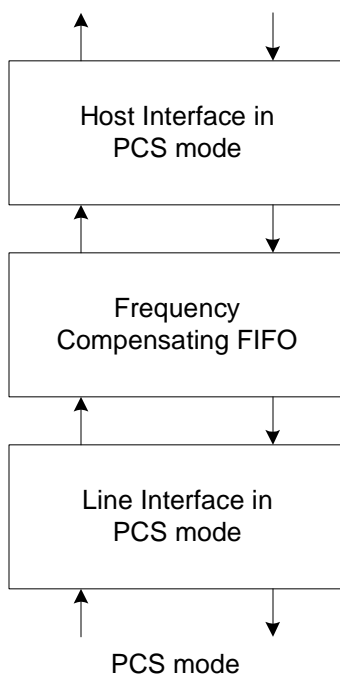 Host Interface in
PCS mode
Frequency
Compensating FIFO
Line Interface in
PCS mode
PCS mode